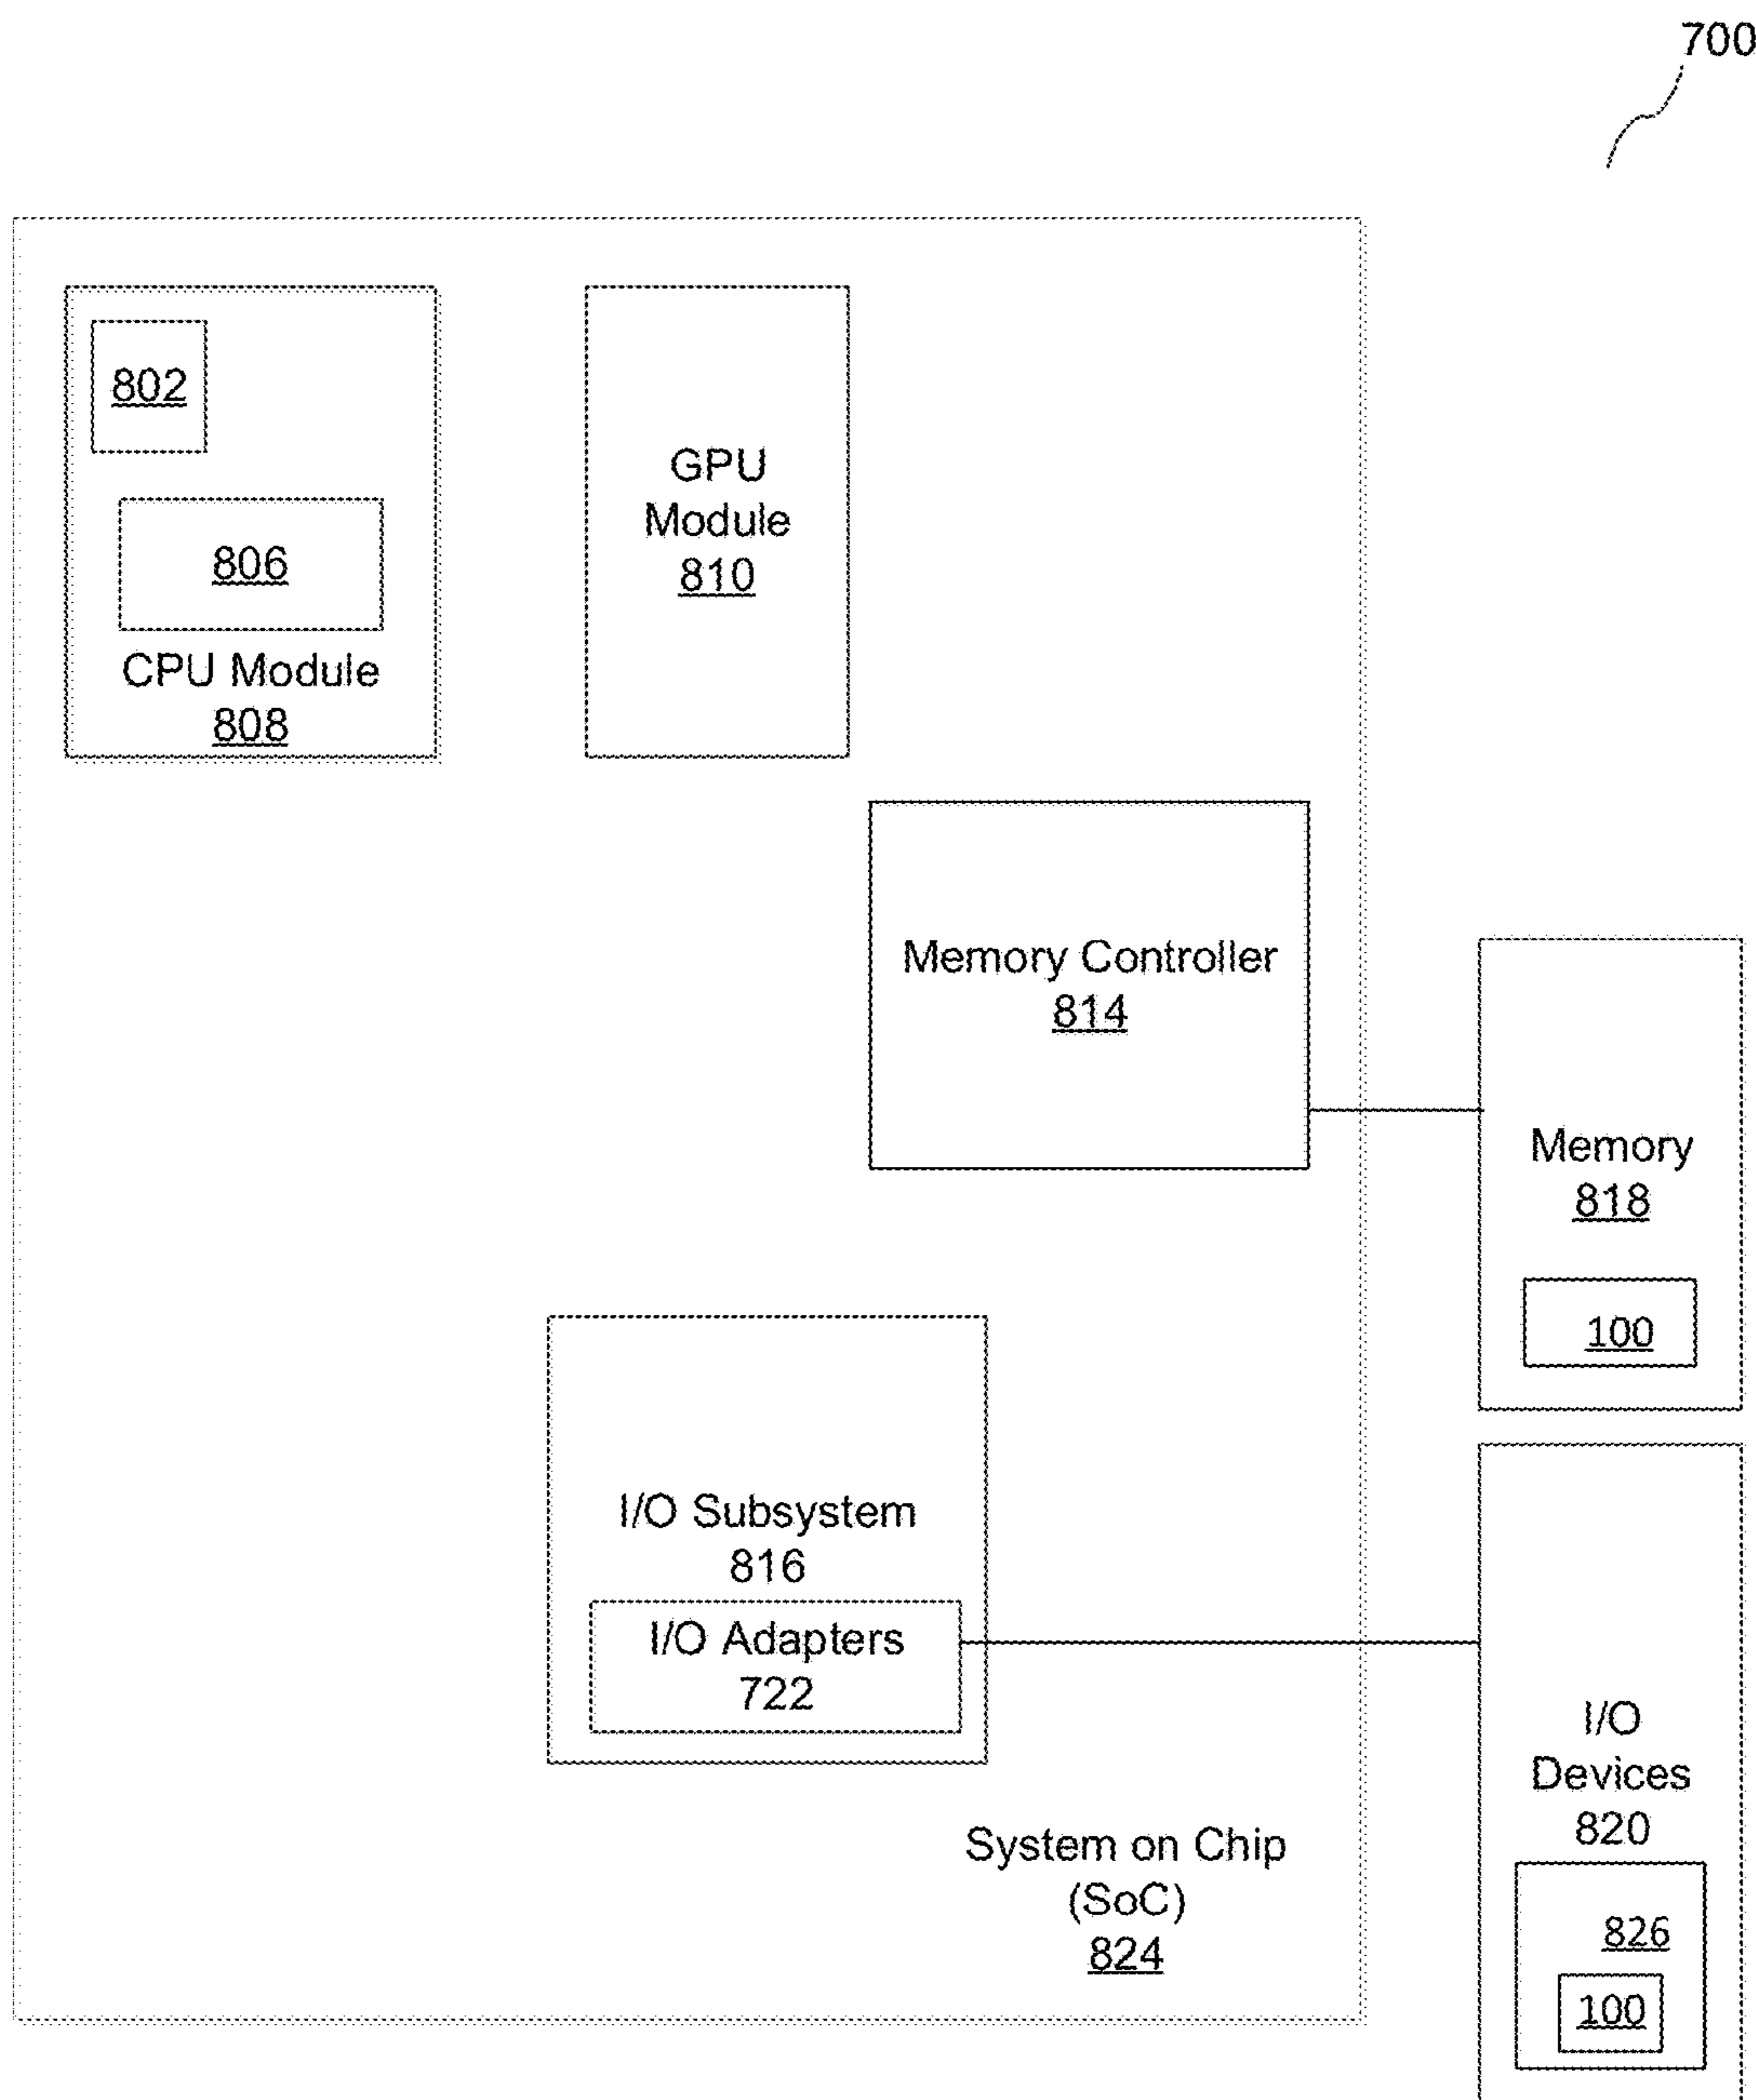 700
802
806
CPU Module
808
GPU
Module
810
Memory Controller
814
Memory
818
100
I/O Subsystem
816
I/O Adapters
722
I/O
Devices
820
826
100
System on Chip
(SoC)
824